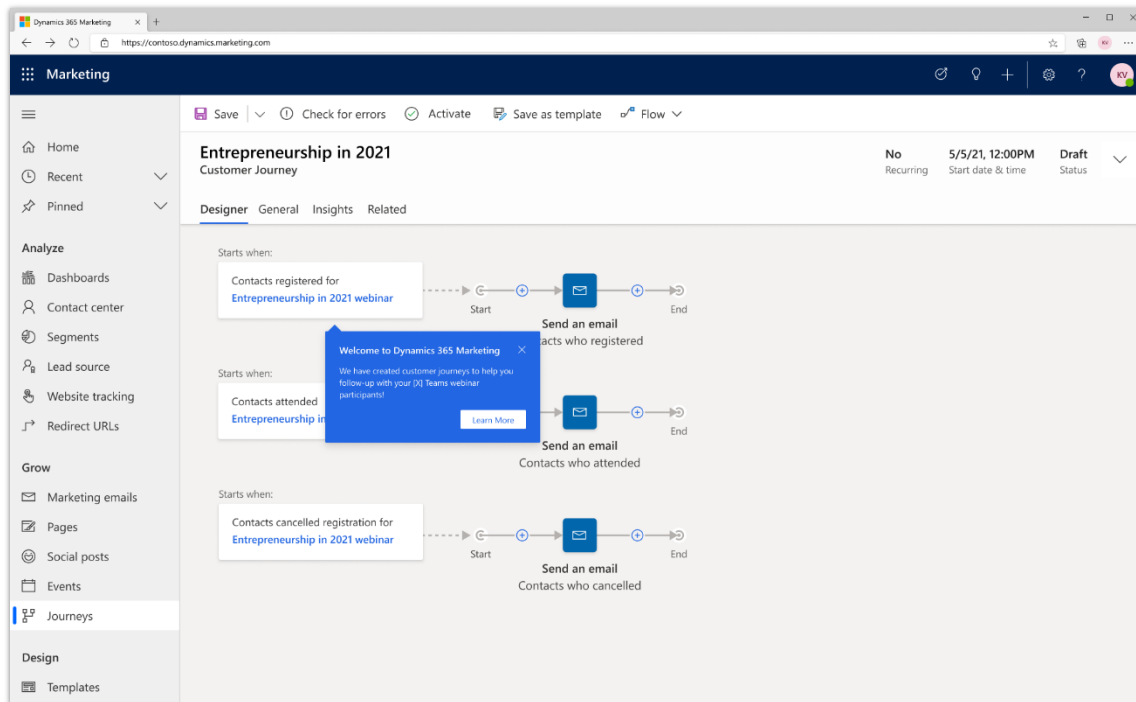 Dynamics 365 Marketing
https://contoso.dynamics.marketing.com
KV
Marketing
KV
Save
Check for errors
Activate
Save as template
Flow
Home
Recent
Pinned
Analyze
Dashboards
Contact center
Segments
Lead source
Website tracking
Redirect URLs
Grow
Marketing emails
Pages
Social posts
Events
Journeys
Design
Templates
Entrepreneurship in 2021
Customer Journey
No
Recurring
5/5/21, 12:00PM
Start date & time
Draft
Status
Designer
General
Insights
Related
Starts when:
Contacts registered for
Entrepreneurship in 2021 webinar
Start
Send an email
acts who registered
End
Welcome to Dynamics 365 Marketing
We have created customer journeys to help you
follow-up with your [X] Teams webinar
participants!
Learn More
Starts when:
Contacts attended
Entrepreneurship in
Send an email
Contacts who attended
End
Starts when:
Contacts cancelled registration for
Entrepreneurship in 2021 webinar
Start
Send an email
Contacts who cancelled
End